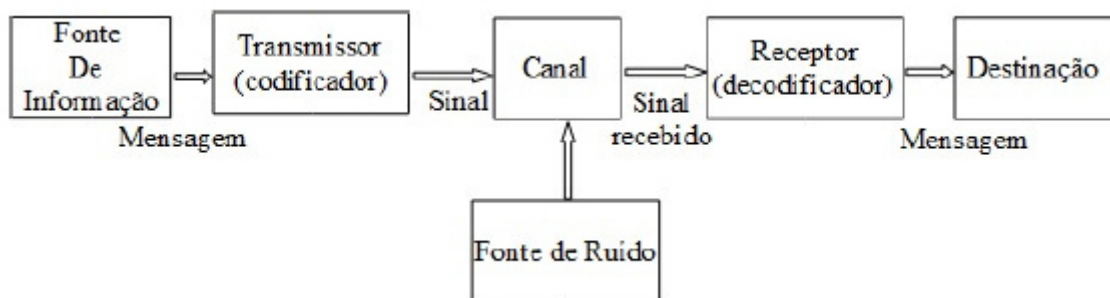 Fonte
De
Informação
Mensagem
Transmissor
(codificador)
Sinal
Canal
Sinal
recebido
Receptor
(decodificador)
Mensagem
Destinação
Fonte de Ruído